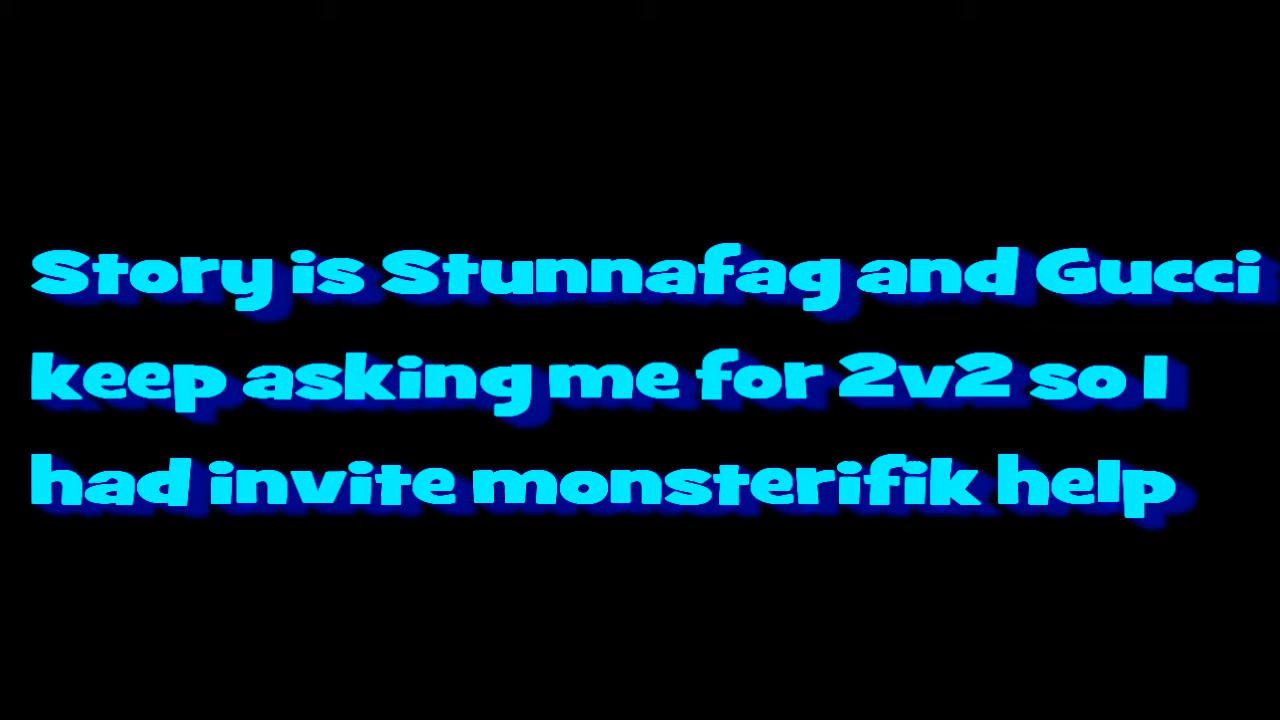 Story is Stunnafag and Gucci
keep asking me for 2v2 so I
had invite monsterifik help